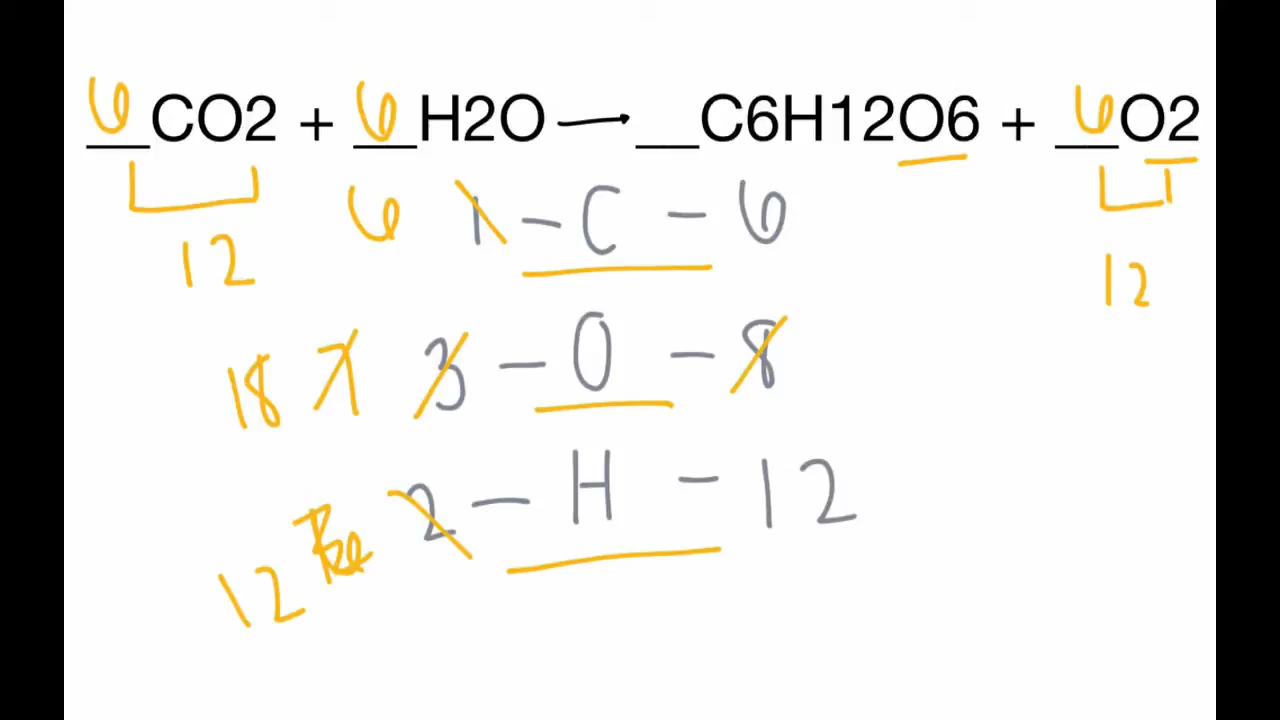 6 CO2 + 6 H2O → __C6H12O6 + 6 O2
6 1 – C – 6
12 12
18 7 3 – O – 8
2 – H – 12
12